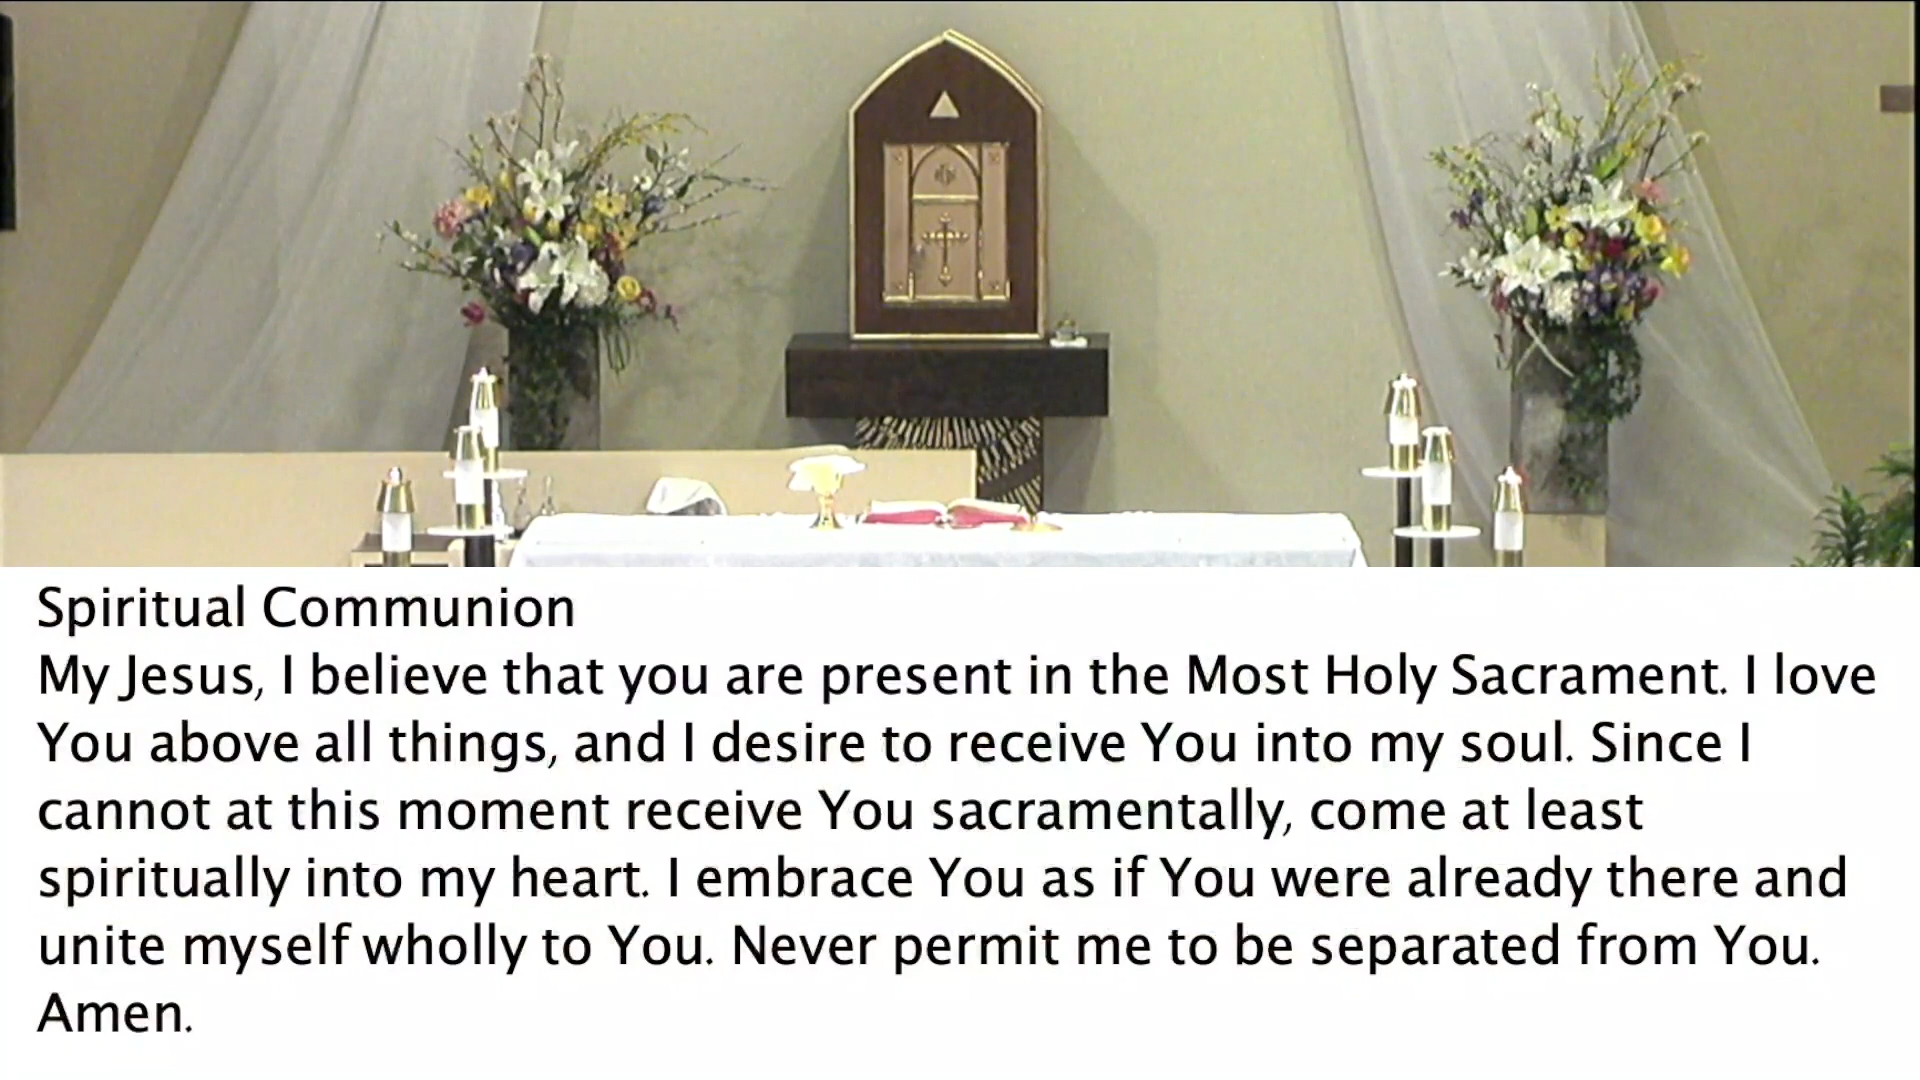 Spiritual Communion
My Jesus, I believe that you are present in the Most Holy Sacrament. I love
You above all things, and I desire to receive You into my soul. Since I
cannot at this moment receive You sacramentally, come at least
spiritually into my heart. I embrace You as if You were already there and
unite myself wholly to You. Never permit me to be separated from You.
Amen.